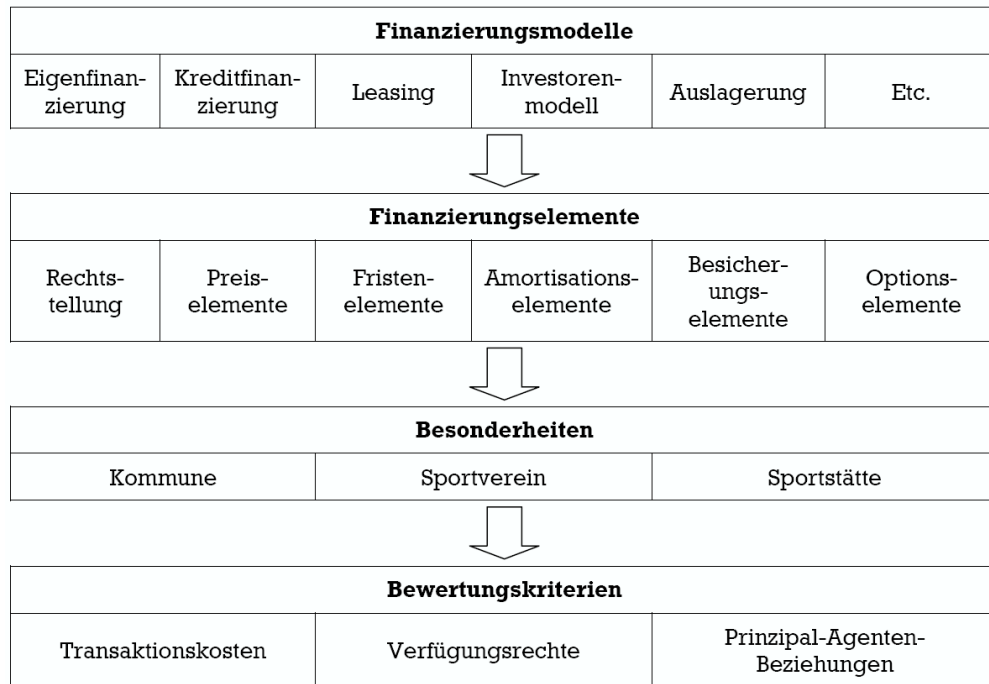 Finanzierungsmodelle
Eigenfinan-
zierung
Kreditfinan-
zierung
Leasing
Investoren-
modell
Auslagerung
Etc.
Finanzierungselemente
Rechts-
stellung
Preis-
elemente
Fristen-
elemente
Amortisations-
elemente
Besicher-
ungs-
elemente
Options-
elemente
Besonderheiten
Kommune
Sportverein
Sportstätte
Bewertungskriterien
Transaktionskosten
Verfügungsrechte
Prinzipal-Agenten-
Beziehungen